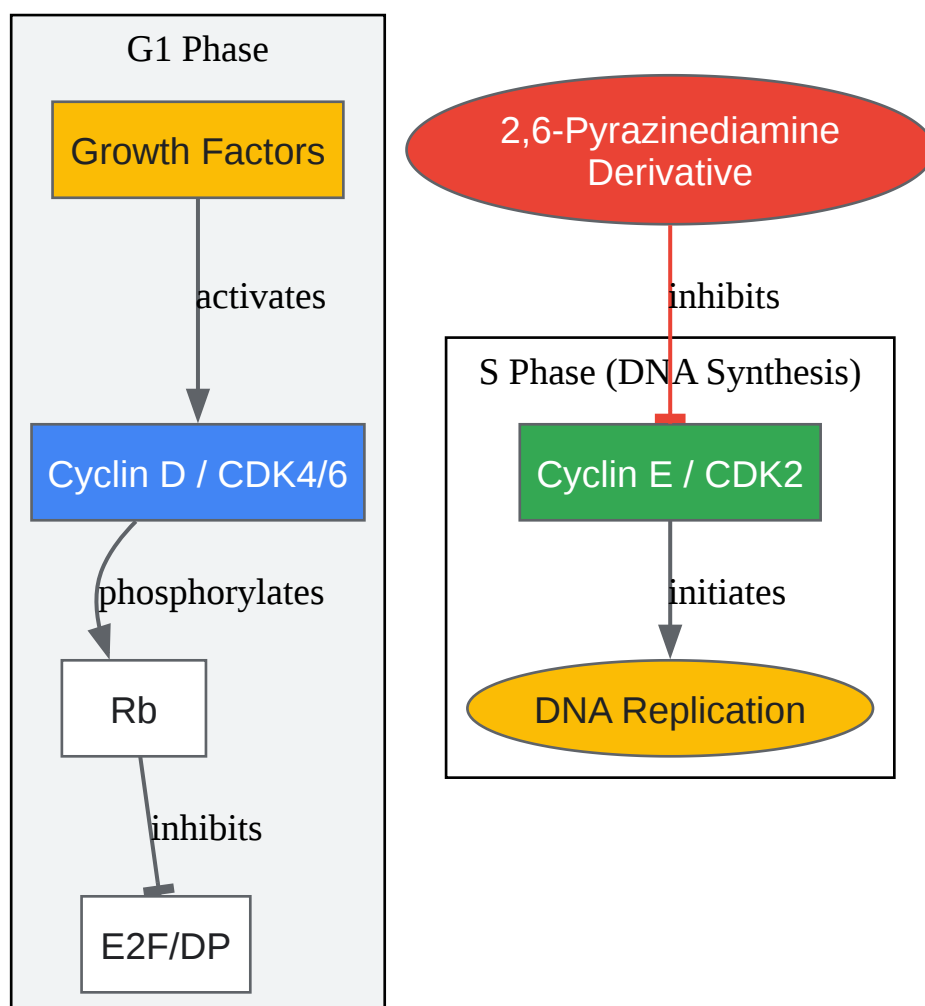 G1 Phase
Growth Factors
activates
Cyclin D / CDK4/6
phosphorylates
Rb
inhibits
E2F/DP
2,6-Pyrazinediamine
Derivative
inhibits
S Phase (DNA Synthesis)
Cyclin E / CDK2
initiates
DNA Replication